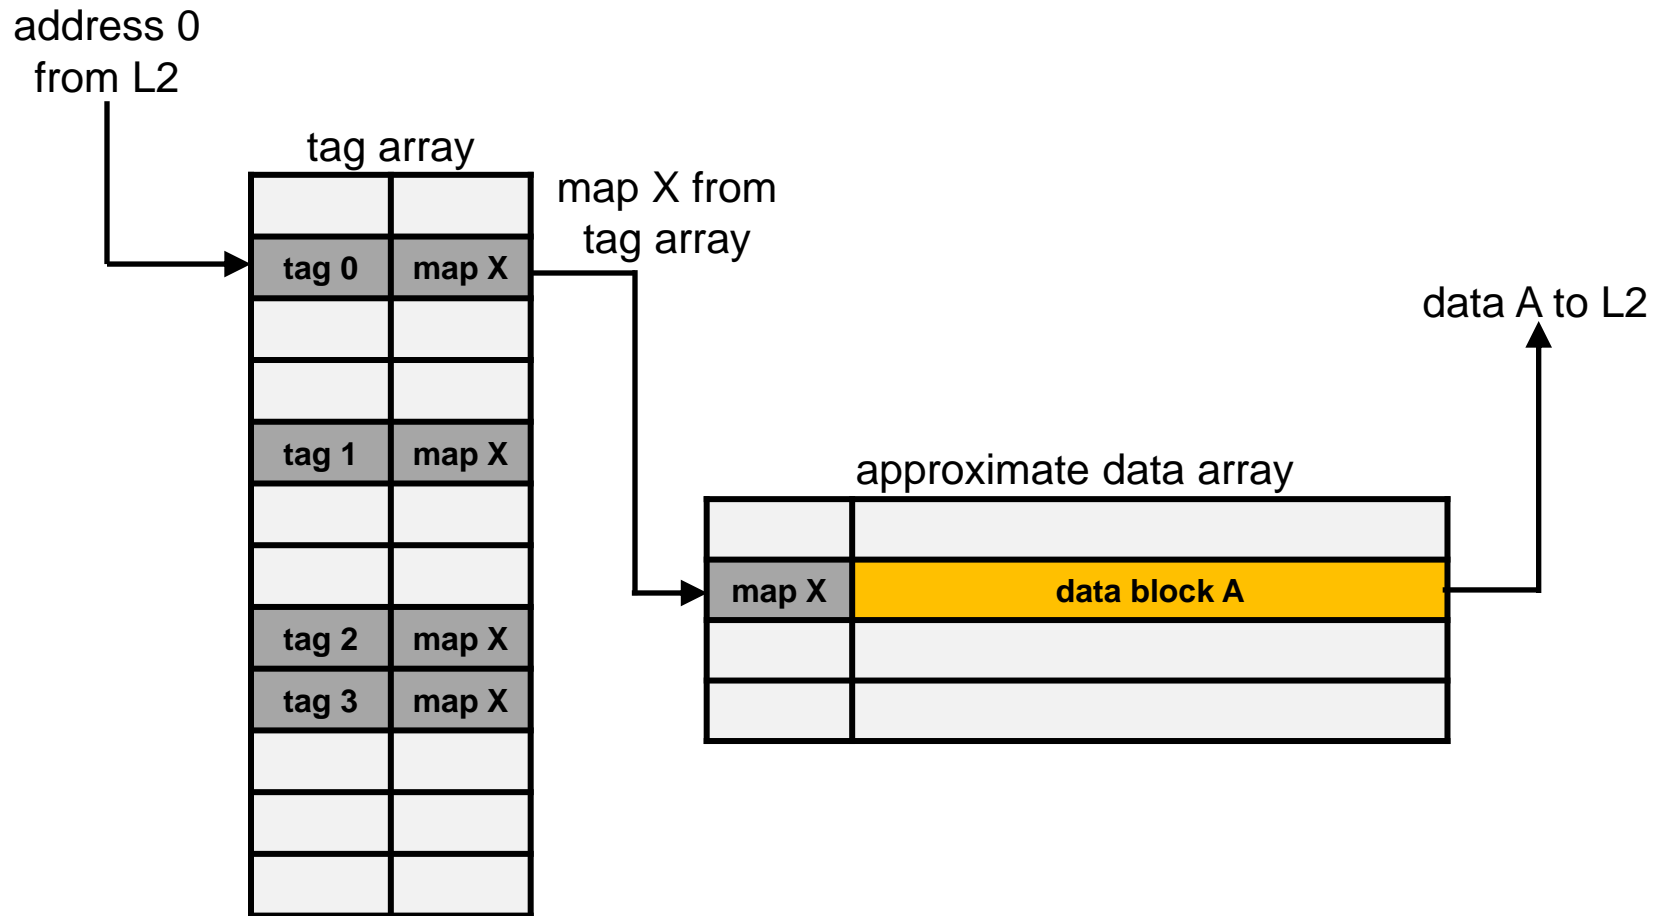 address 0
from L2
tag array
map X from
tag array
tag 0 map X
data A to L2
tag 1 map X
approximate data array
map X data block A
tag 2 map X
tag 3 map X